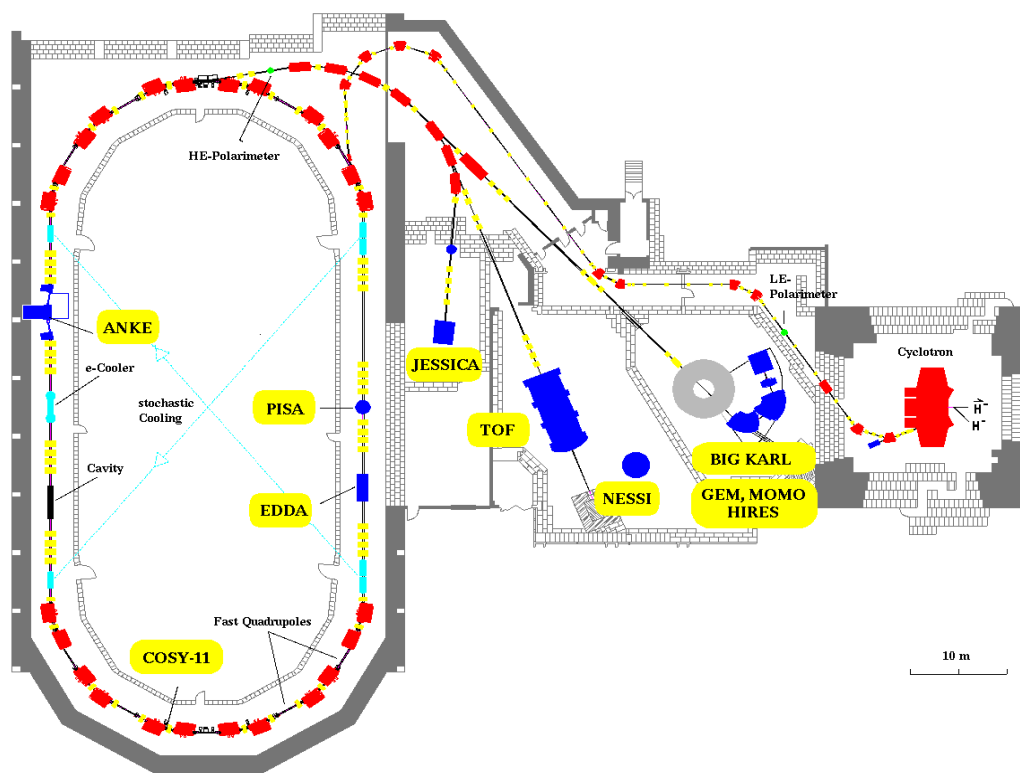 HE-Polarimeter
LE-
Polarimeter
ANKE
Cyclotron
JESSICA
e-Cooler
stochastic
Cooling
PISA
H⁻
H⁻
TOF
BIG KARL
Cavity
EDDA
NESSI
GEM, MOMO
HIRES
Fast Quadrupoles
COSY-11
10 m